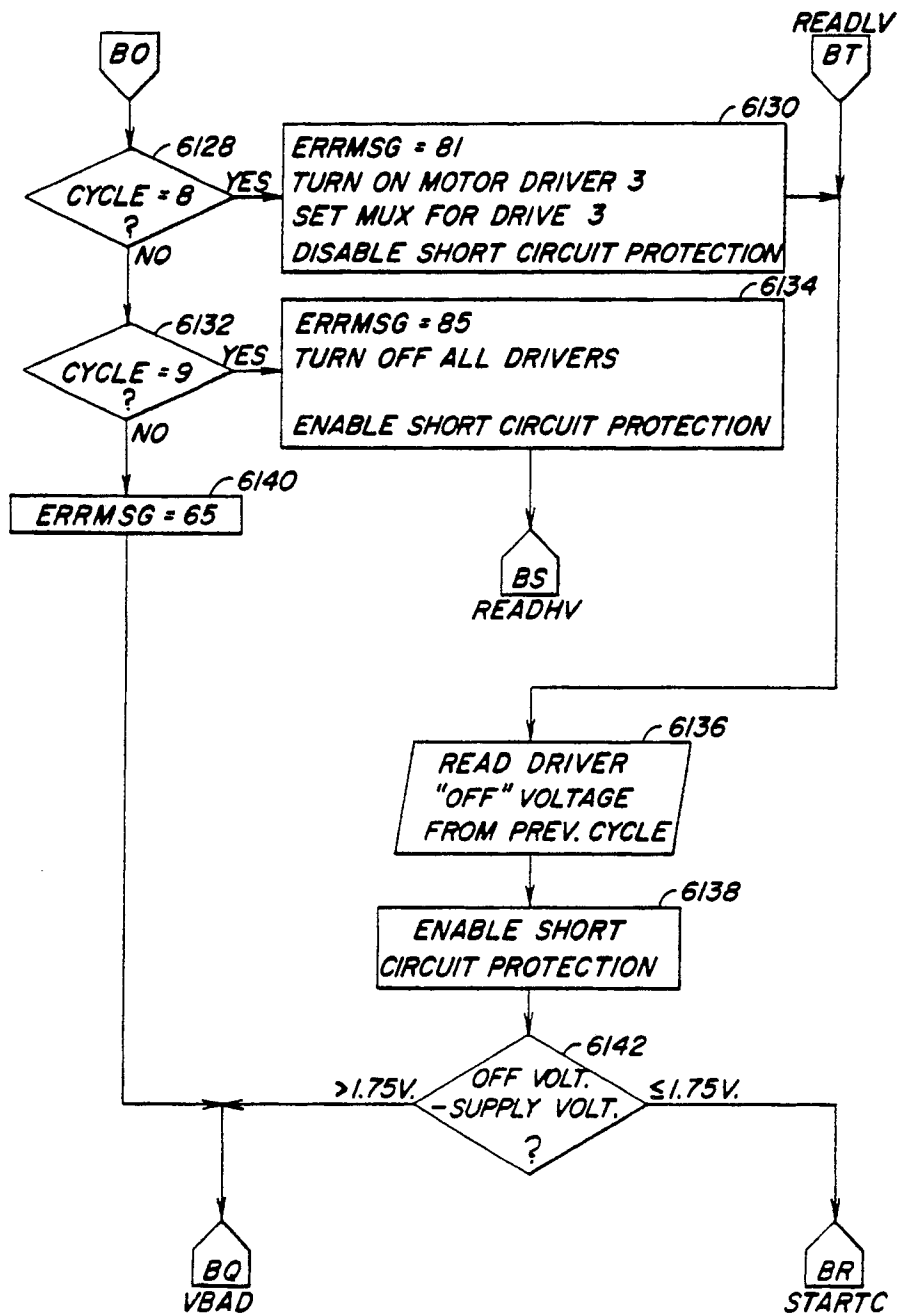 READLV
BO
BT
6128
6130
CYCLE = 8
?
YES
NO
ERRMSG = 81
TURN ON MOTOR DRIVER 3
SET MUX FOR DRIVE 3
DISABLE SHORT CIRCUIT PROTECTION
6132
6134
CYCLE = 9
?
YES
NO
ERRMSG = 85
TURN OFF ALL DRIVERS
ENABLE SHORT CIRCUIT PROTECTION
6140
ERRMSG = 65
BS
READHV
6136
READ DRIVER
"OFF" VOLTAGE
FROM PREV. CYCLE
6138
ENABLE SHORT
CIRCUIT PROTECTION
6142
>1.75V.
OFF VOLT.
-SUPPLY VOLT.
?
≤1.75V.
BQ
VBAD
BR
STARTC